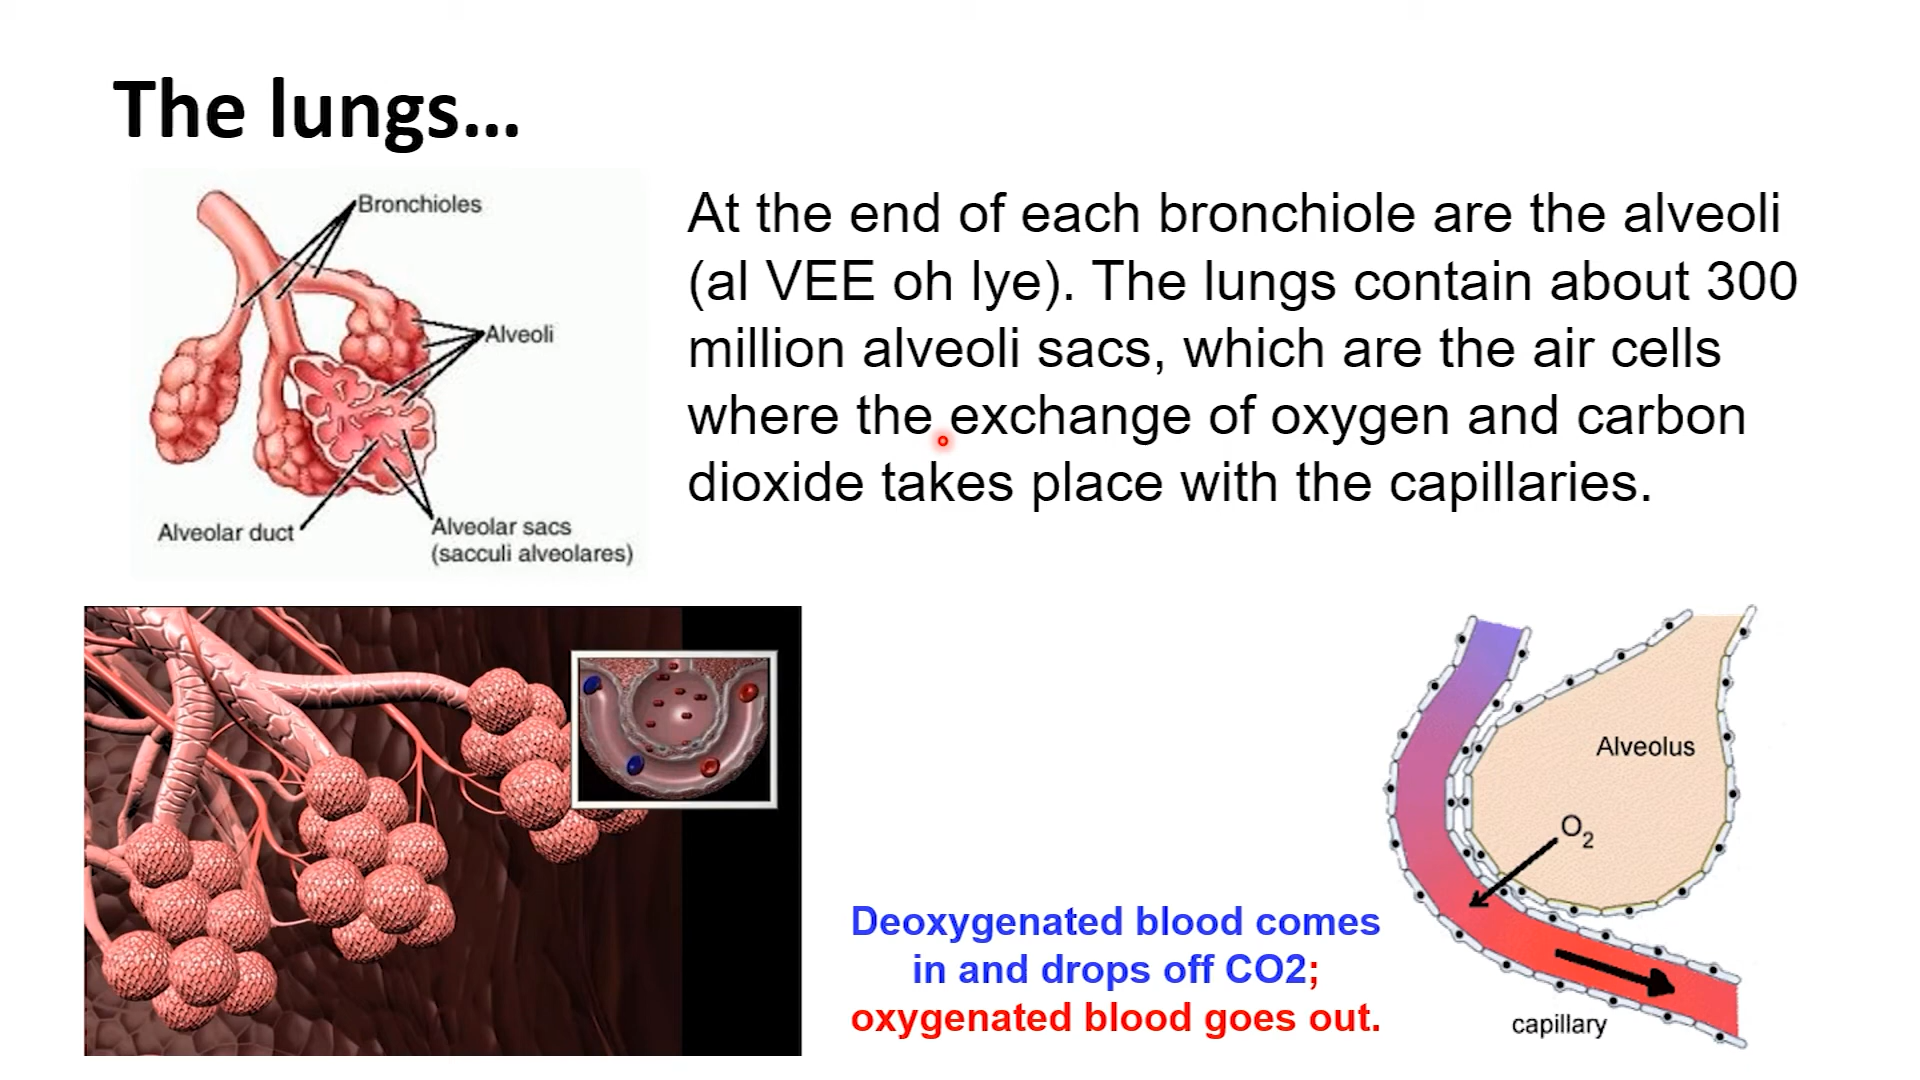 The lungs...
Bronchioles
Alveoli
Alveolar duct
Alveolar sacs
(sacculi alveolares)
At the end of each bronchiole are the alveoli
(al VEE oh lye). The lungs contain about 300
million alveoli sacs, which are the air cells
where the exchange of oxygen and carbon
dioxide takes place with the capillaries.
Deoxygenated blood comes
in and drops off CO2;
oxygenated blood goes out.
Alveolus
O2
capillary